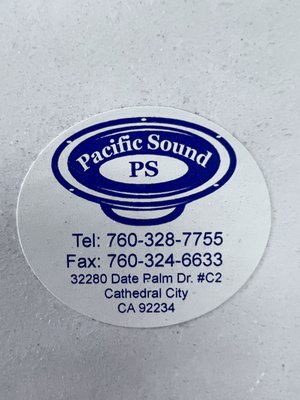 Pacific Sound
PS
Tel: 760-328-7755
Fax: 760-324-6633
32280 Date Palm Dr. #C2
Cathedral City
CA 92234